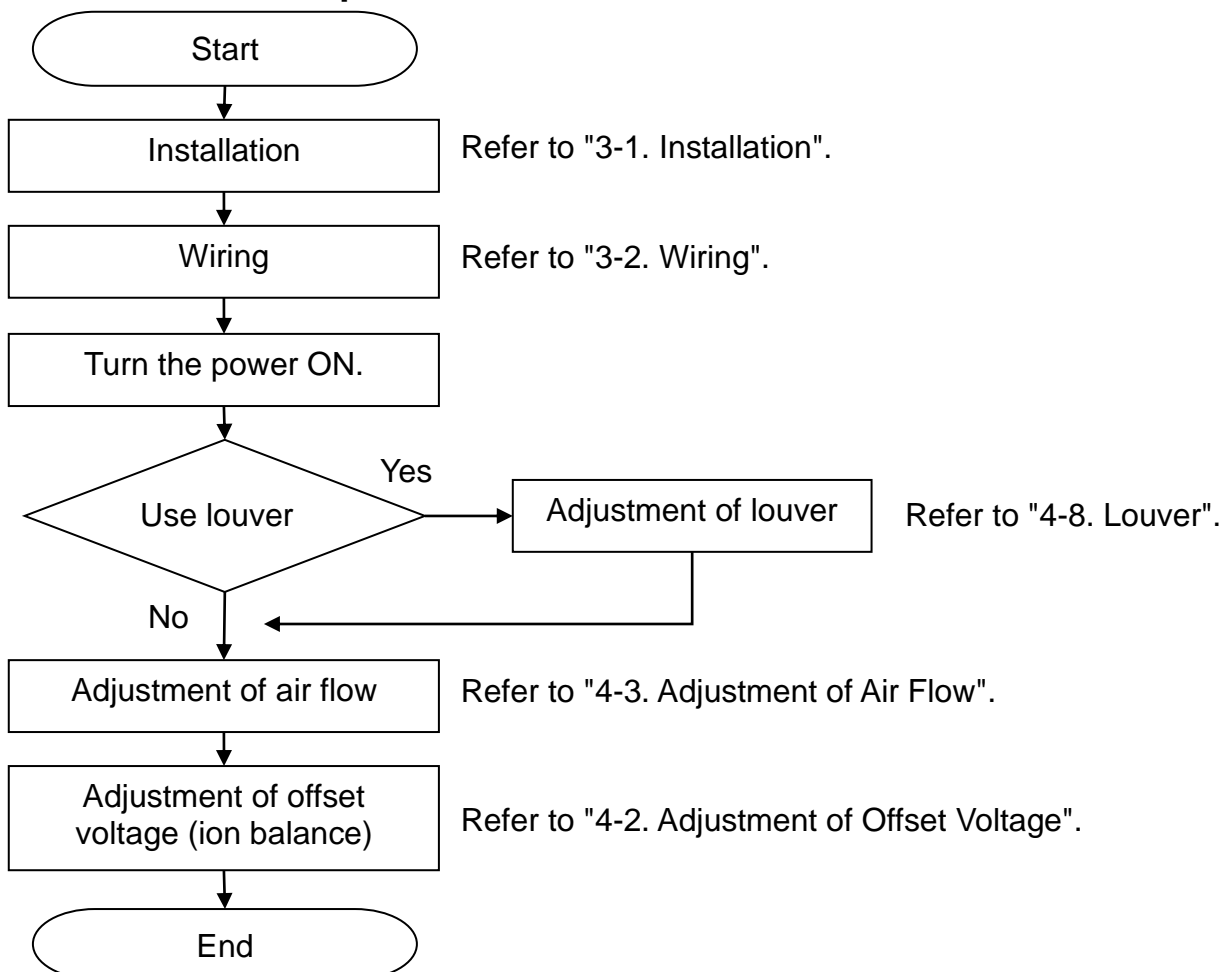 Start
Installation
Refer to "3-1. Installation".
Wiring
Refer to "3-2. Wiring".
Turn the power ON.
Use louver
Yes
Adjustment of louver
Refer to "4-8. Louver".
No
Adjustment of air flow
Refer to "4-3. Adjustment of Air Flow".
Adjustment of offset
voltage (ion balance)
Refer to "4-2. Adjustment of Offset Voltage".
End